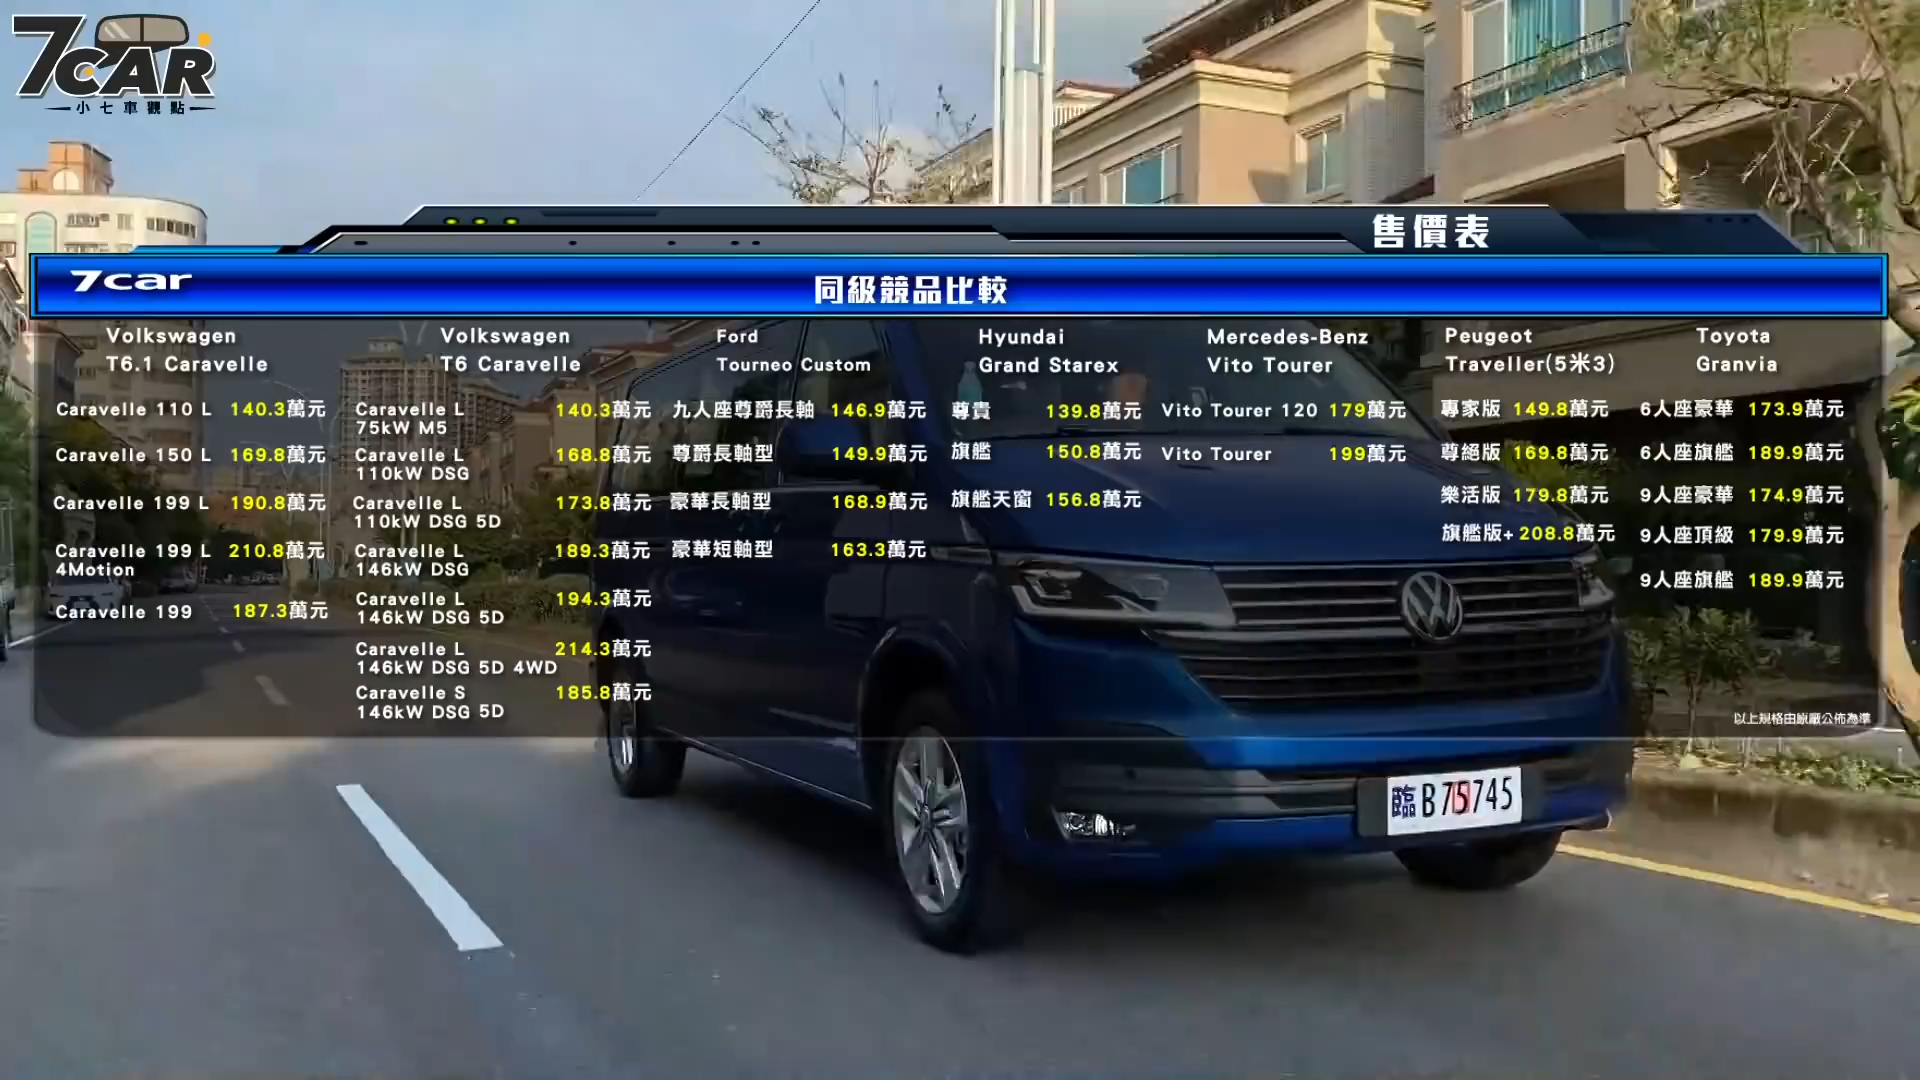 7CAR
小七車觀點
售價表
7car
同級競品比較
Volkswagen
T6.1 Caravelle
Caravelle 110 L 140.3萬元
Caravelle 150 L 169.8萬元
Caravelle 199 L 190.8萬元
Caravelle 199 L 210.8萬元
4Motion
Caravelle 199 187.3萬元
Volkswagen
T6 Caravelle
Caravelle L 140.3萬元
75kW M5
Caravelle L 168.8萬元
110kW DSG
Caravelle L 173.8萬元
110kW DSG 5D
Caravelle L 189.3萬元
146kW DSG
Caravelle L 194.3萬元
146kW DSG 5D
Caravelle L 214.3萬元
146kW DSG 5D 4WD
Caravelle S 185.8萬元
146kW DSG 5D
Ford
Tourneo Custom
九人座尊爵長軸 146.9萬元
尊爵長軸型 149.9萬元
豪華長軸型 168.9萬元
豪華短軸型 163.3萬元
Hyundai
Grand Starex
尊貴 139.8萬元
旗艦 150.8萬元
旗艦天窗 156.8萬元
Mercedes-Benz
Vito Tourer
Vito Tourer 120 179萬元
Vito Tourer 199萬元
Peugeot
Traveller(5米3)
專家版 149.8萬元
尊絕版 169.8萬元
樂活版 179.8萬元
旗艦版+ 208.8萬元
Toyota
Granvia
6人座豪華 173.9萬元
6人座旗艦 189.9萬元
9人座豪華 174.9萬元
9人座頂級 179.9萬元
9人座旗艦 189.9萬元
以上規格由原廠公佈為準
臨B75745